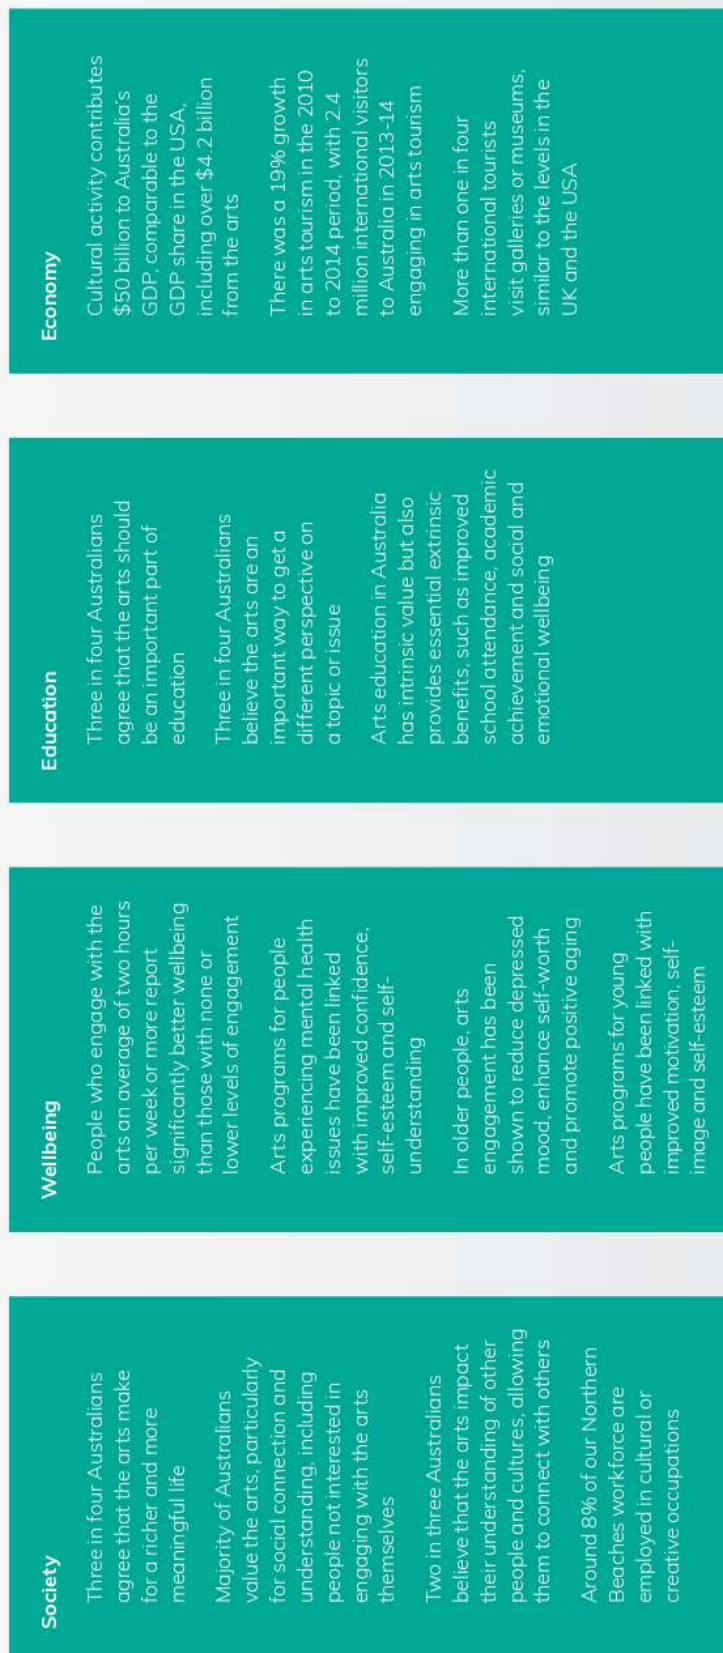 Society
Three in four Australians
agree that the arts make
for a richer and more
meaningful life
Majority of Australians
value the arts, particularly
for social connection and
understanding, including
people not interested in
engaging with the arts
themselves
Two in three Australians
believe that the arts impact
their understanding of other
people and cultures, allowing
them to connect with others
Around 8% of our Northern
Beaches workforce are
employed in cultural or
creative occupations
Wellbeing
People who engage with the
arts an average of two hours
per week or more report
significantly better wellbeing
than those with none or
lower levels of engagement
Arts programs for people
experiencing mental health
issues have been linked
with improved confidence,
self-esteem and self-
understanding
In older people, arts
engagement has been
shown to reduce depressed
mood, enhance self-worth
and promote positive aging
Arts programs for young
people have been linked with
improved motivation, self-
image and self-esteem
Education
Three in four Australians
agree that the arts should
be an important part of
education
Three in four Australians
believe the arts are an
important way to get a
different perspective on
a topic or issue
Arts education in Australia
has intrinsic value but also
provides essential extrinsic
benefits, such as improved
school attendance, academic
achievement and social and
emotional wellbeing
Economy
Cultural activity contributes
$50 billion to Australia's
GDP, comparable to the
GDP share in the USA,
including over $4.2 billion
from the arts
There was a 19% growth
in arts tourism in the 2010
to 2014 period, with 2.4
million international visitors
to Australia in 2013-14
engaging in arts tourism
More than one in four
international tourists
visit galleries or museums,
similar to the levels in the
UK and the USA